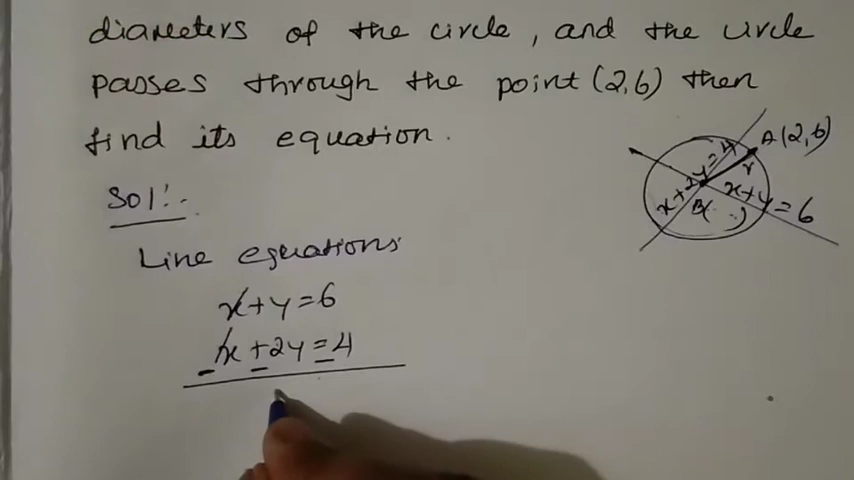 diameters of the circle, and the circle
passes through the point (2,6) then
find its equation.
Sol:-
Line equations
x+y=6
x+2y=4
A(2,6)
x+2y=4
r
x+y=6
B( , )